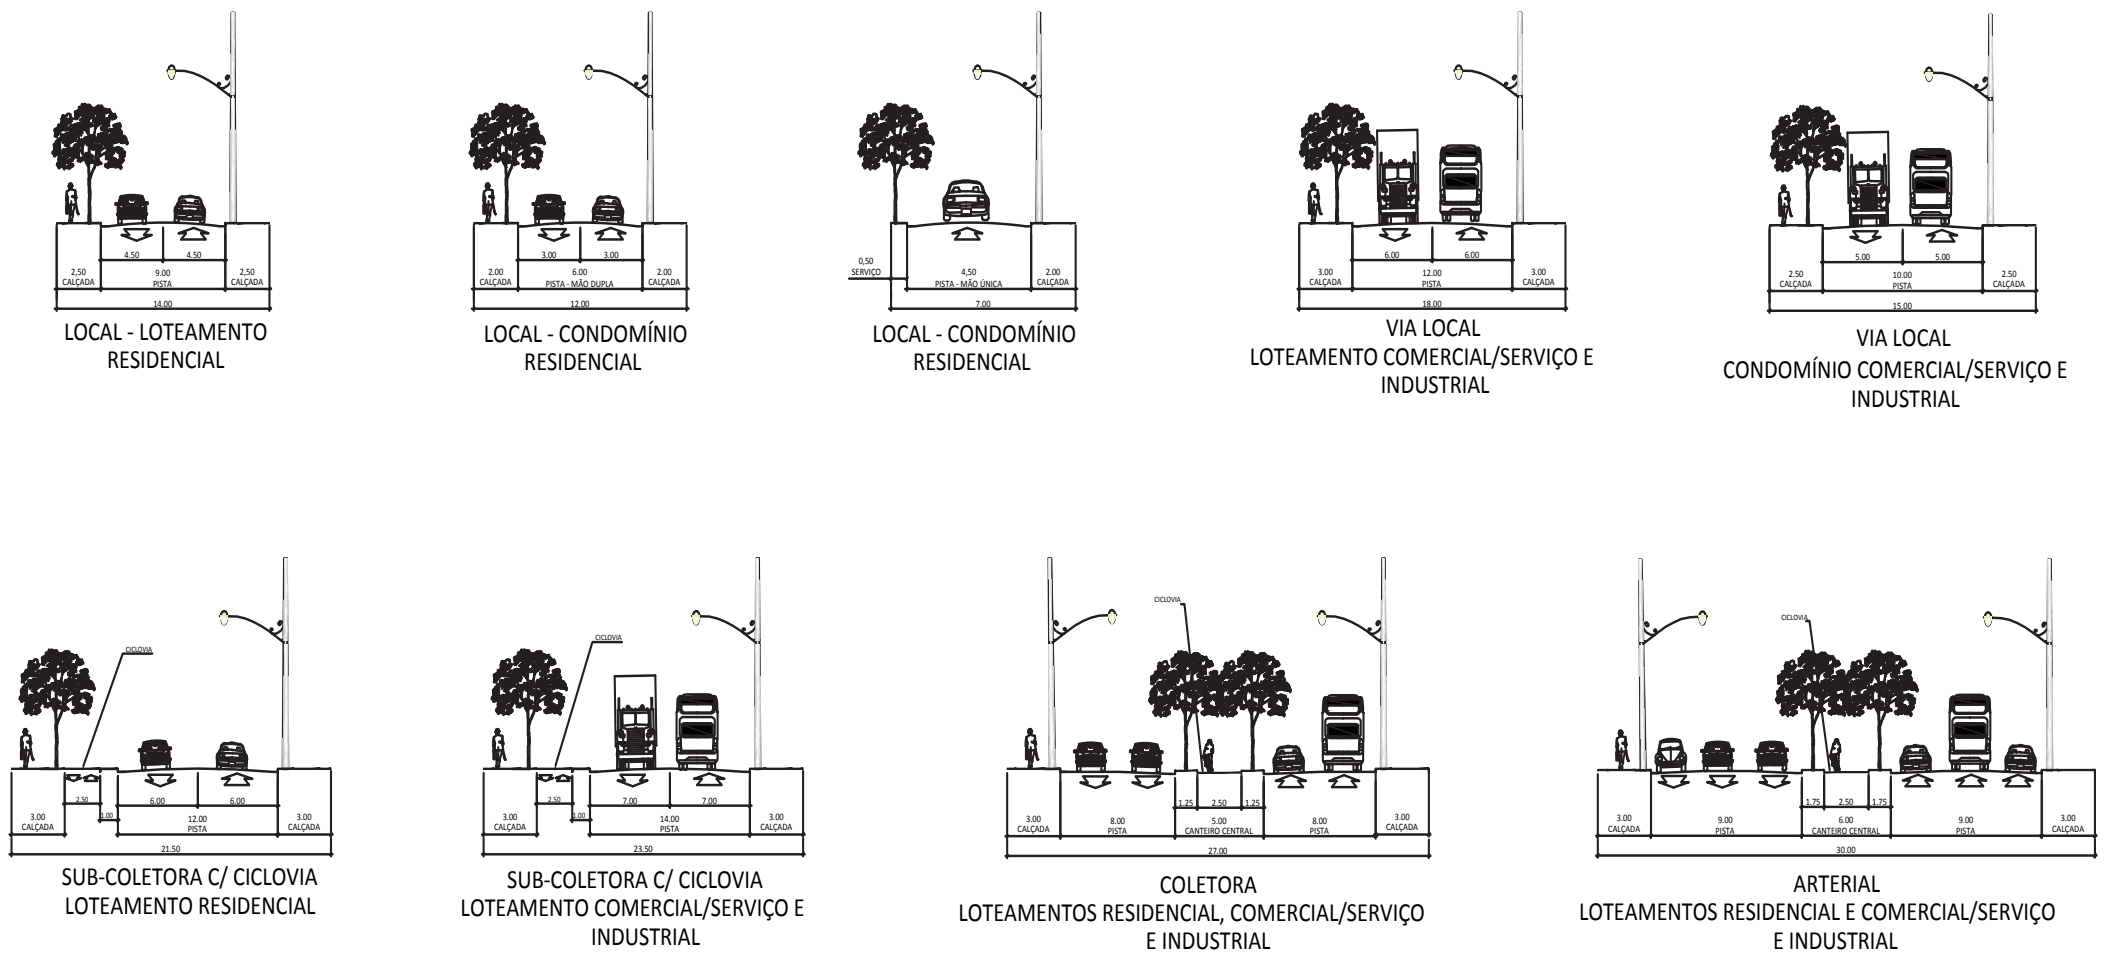 4.50 4.50
2,50 9.00 2,50
CALÇADA PISTA CALÇADA
14.00
LOCAL - LOTEAMENTO
RESIDENCIAL
3.00 3.00
2.00 6.00 2.00
CALÇADA PISTA - MÃO DUPLA CALÇADA
12.00
LOCAL - CONDOMÍNIO
RESIDENCIAL
0,50
SERVIÇO
4,50 2.00
PISTA - MÃO ÚNICA CALÇADA
7.00
LOCAL - CONDOMÍNIO
RESIDENCIAL
6.00 6.00
3.00 12.00 3.00
CALÇADA PISTA CALÇADA
18.00
VIA LOCAL
LOTEAMENTO COMERCIAL/SERVIÇO E
INDUSTRIAL
5.00 5.00
2.50 10.00 2.50
CALÇADA PISTA CALÇADA
15.00
VIA LOCAL
CONDOMÍNIO COMERCIAL/SERVIÇO E
INDUSTRIAL
CICLOVIA
2.50 6.00 6.00
1.00
3.00 12.00 3.00
CALÇADA PISTA CALÇADA
21.50
SUB-COLETORA C/ CICLOVIA
LOTEAMENTO RESIDENCIAL
CICLOVIA
2.50 7.00 7.00
1.00
3.00 14.00 3.00
CALÇADA PISTA CALÇADA
23.50
SUB-COLETORA C/ CICLOVIA
LOTEAMENTO COMERCIAL/SERVIÇO E
INDUSTRIAL
CICLOVIA
1.25 2.50 1.25
3.00 8.00 5.00 8.00 3.00
CALÇADA PISTA CANTEIRO CENTRAL PISTA CALÇADA
27.00
COLETORA
LOTEAMENTOS RESIDENCIAL, COMERCIAL/SERVIÇO
E INDUSTRIAL
CICLOVIA
1.75 2.50 1.75
3.00 9.00 6.00 9.00 3.00
CALÇADA PISTA CANTEIRO CENTRAL PISTA CALÇADA
30.00
ARTERIAL
LOTEAMENTOS RESIDENCIAL E COMERCIAL/SERVIÇO
E INDUSTRIAL